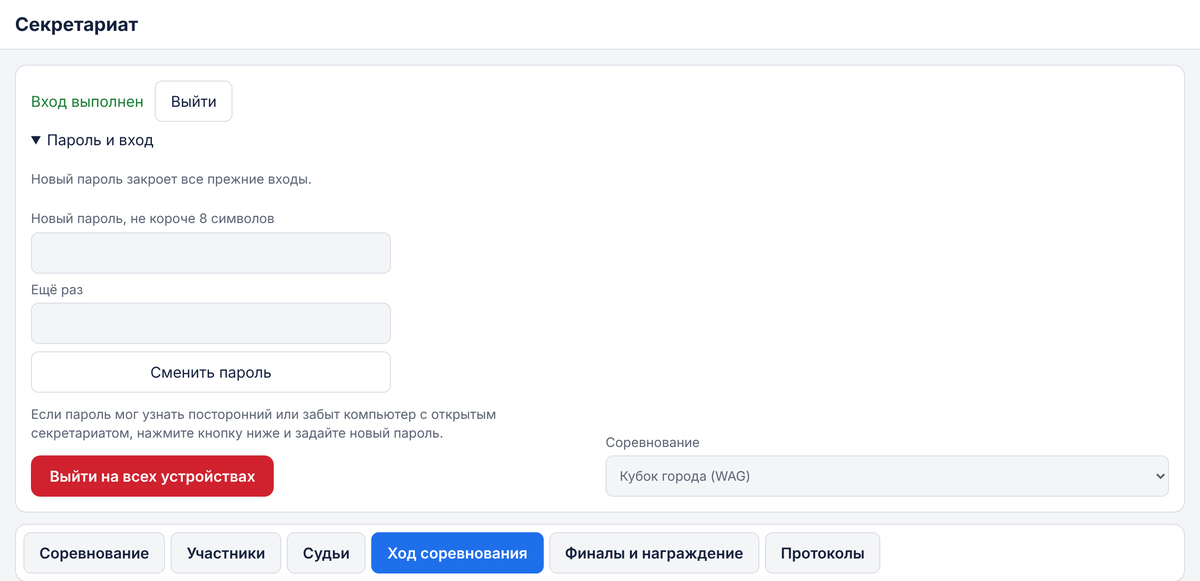 Секретариат
Вход выполнен
Выйти
▼ Пароль и вход
Новый пароль закроет все прежние входы.
Новый пароль, не короче 8 символов
Ещё раз
Сменить пароль
Если пароль мог узнать посторонний или забыт компьютер с открытым
секретариатом, нажмите кнопку ниже и задайте новый пароль.
Выйти на всех устройствах
Соревнование
Кубок города (WAG)
Соревнование
Участники
Судьи
Ход соревнования
Финалы и награждение
Протоколы